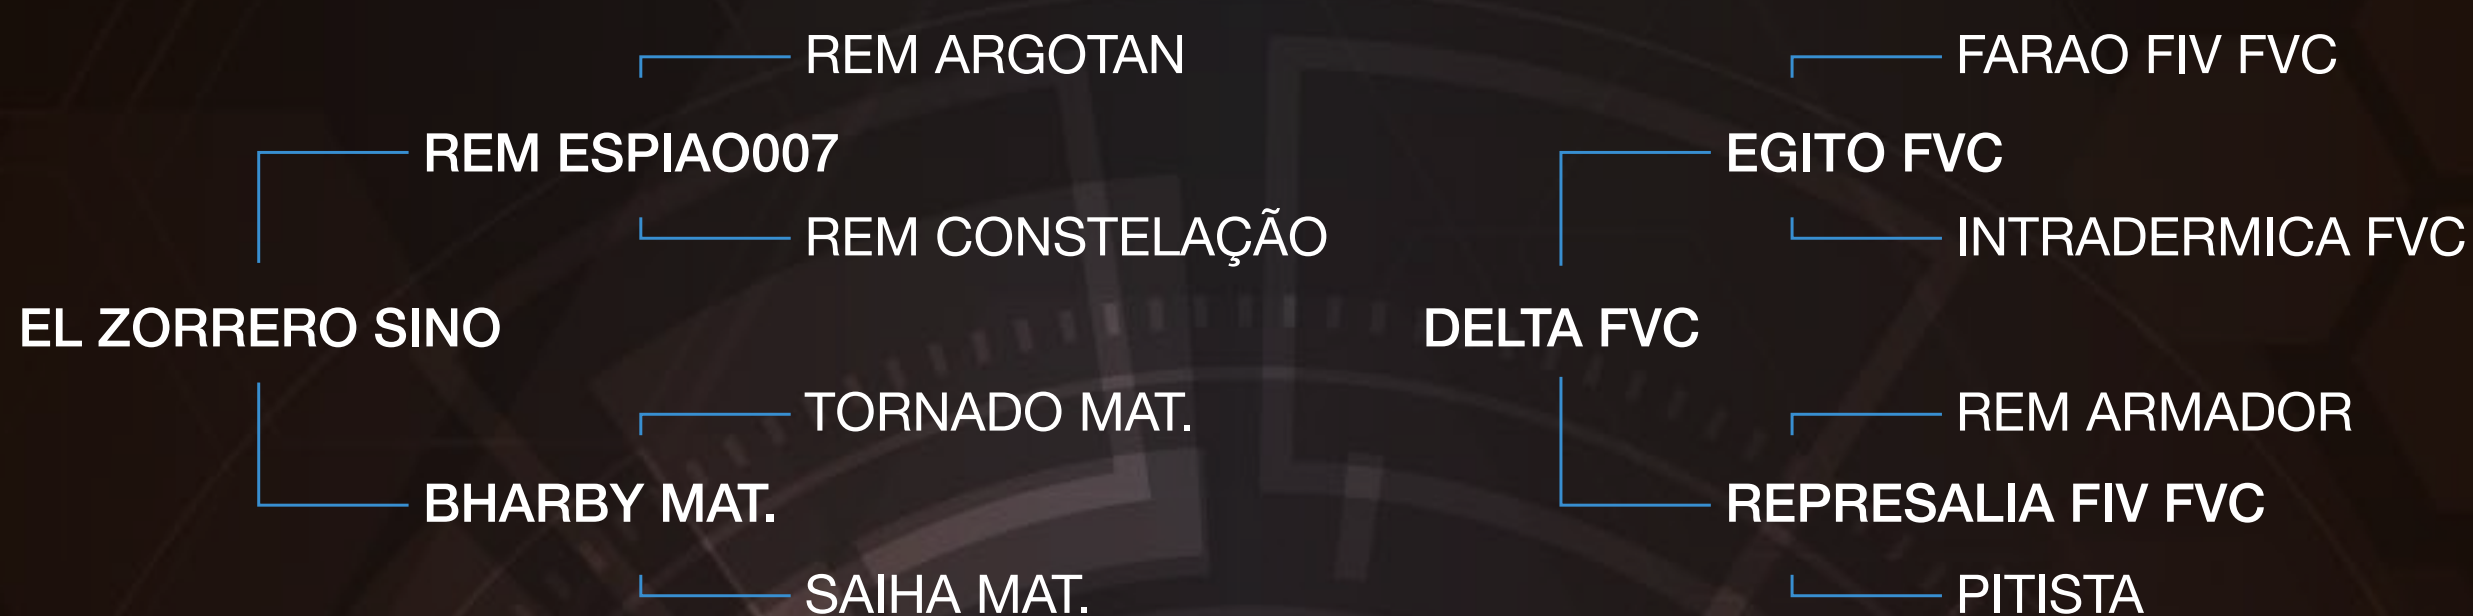 REM ARGOTAN
REM ESPIAO007
REM CONSTELAÇÃO
EL ZORRERO SINO
TORNADO MAT.
BHARBY MAT.
SAIHA MAT.
FARAO FIV FVC
EGITO FVC
INTRADERMICA FVC
DELTA FVC
REM ARMADOR
REPRESALIA FIV FVC
PITISTA